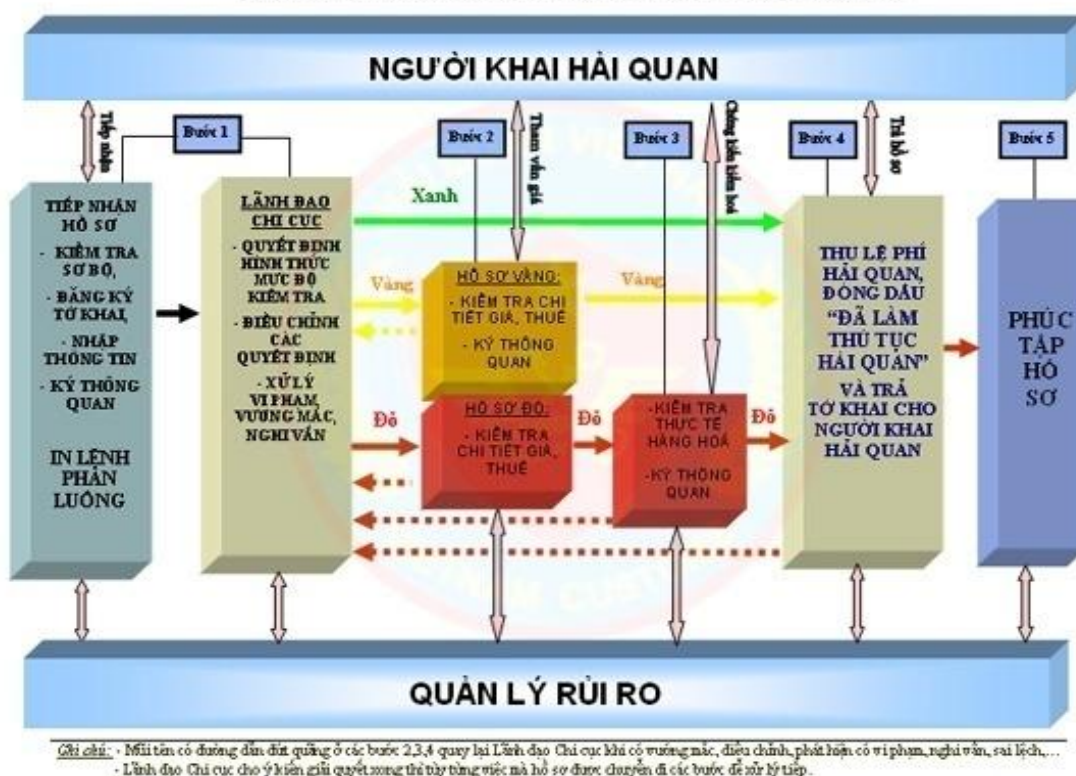 NGƯỜI KHAI HẢI QUAN
Tiếp nhận
Bước 1
Bước 2
Tham vấn giá
Bước 3
Chứng kiến kiểm hoá
Bước 4
Trả hồ sơ
Bước 5
TIẾP NHẬN
HỒ SƠ
- KIỂM TRA
SƠ BỘ,
- ĐĂNG KÝ
TỜ KHAI,
- NHẬP
THÔNG TIN
- KÝ THÔNG
QUAN
IN LỆNH
PHÂN
LUỒNG
LÃNH ĐẠO
CHI CỤC
- QUYẾT ĐỊNH
HÌNH THỨC
MỨC ĐỘ
KIỂM TRA
- ĐIỀU CHỈNH
CÁC
QUYẾT ĐỊNH
- XỬ LÝ
VI PHẠM,
VƯỚNG MẮC,
NGHI VẤN
Xanh
Vàng
HỒ SƠ VÀNG:
- KIỂM TRA CHI
TIẾT GIÁ, THUẾ
- KÝ THÔNG
QUAN
Vàng
Đỏ
HỒ SƠ ĐỎ:
- KIỂM TRA
CHI TIẾT GIÁ,
THUẾ
Đỏ
- KIỂM TRA
THỰC TẾ
HÀNG HOÁ
-KÝ THÔNG
QUAN
Đỏ
THU LỆ PHÍ
HẢI QUAN,
ĐÓNG DẤU
“ĐÃ LÀM
THỦ TỤC
HẢI QUAN”
VÀ TRẢ
TỜ KHAI CHO
NGƯỜI KHAI
HẢI QUAN
PHÚC
TẬP
HỒ
SƠ
QUẢN LÝ RỦI RO
Ghi chú: - Mũi tên có đường dẫn đứt quãng ở các bước 2,3,4 quay lại Lãnh đạo Chi cục khi có vướng mắc, điều chỉnh, phát hiện có vi phạm, nghi vấn, sai lệch,...
- Lãnh đạo Chi cục cho ý kiến giải quyết xong thì tùy từng việc mà hồ sơ được chuyển đi các bước để xử lý tiếp.